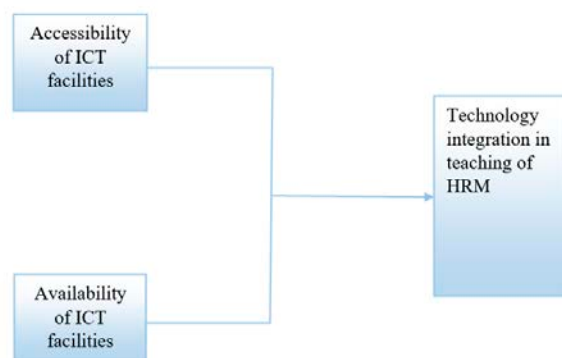 Accessibility
of ICT
facilities
Technology
integration in
teaching of
HRM
Availability
of ICT
facilities